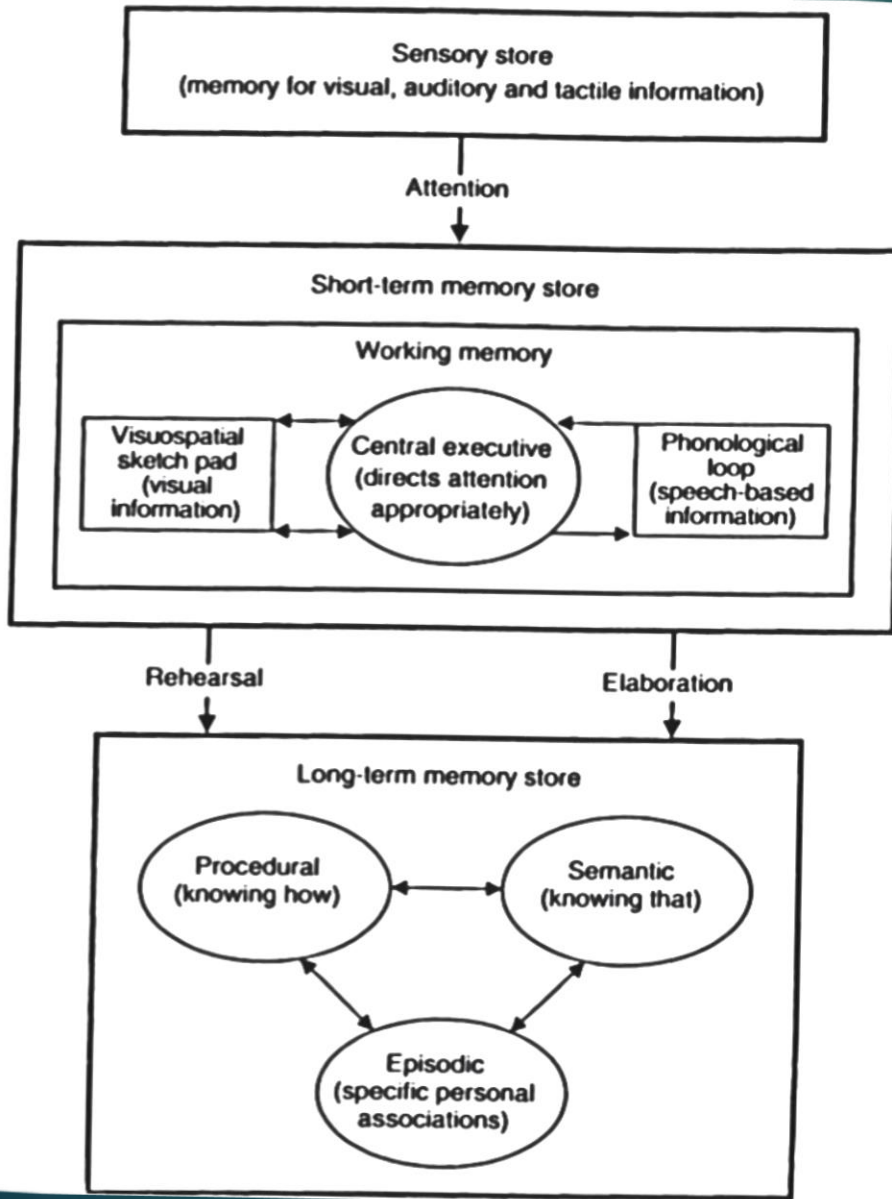 Sensory store
(memory for visual, auditory and tactile information)
Attention
Short-term memory store
Working memory
Visuospatial
sketch pad
(visual
information)
Central executive
(directs attention
appropriately)
Phonological
loop
(speech-based
information)
Rehearsal
Elaboration
Long-term memory store
Procedural
(knowing how)
Semantic
(knowing that)
Episodic
(specific personal
associations)